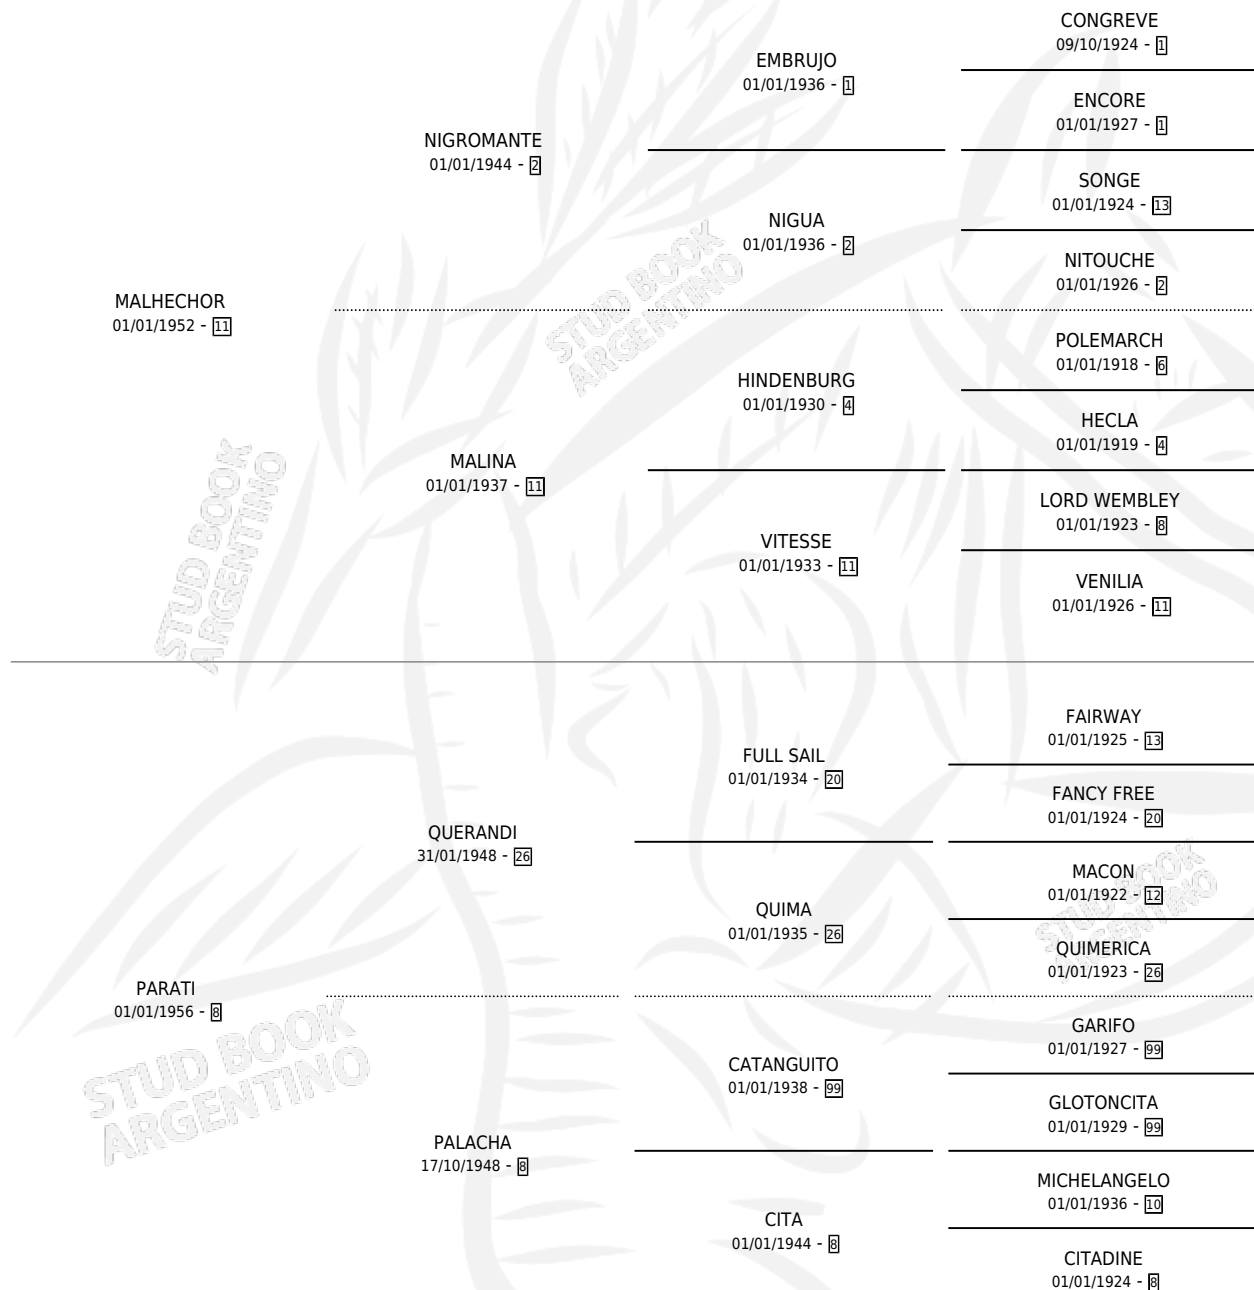 CONGREVE
09/10/1924 - 1
EMBRUJO
01/01/1936 - 1
ENCORE
01/01/1927 - 1
NIGROMANTE
01/01/1944 - 2
SONGE
01/01/1924 - 13
NIGUA
01/01/1936 - 2
NITOUCHE
01/01/1926 - 2
MALHECHOR
01/01/1952 - 11
POLEMARCH
01/01/1918 - 6
HINDENBURG
01/01/1930 - 4
HECLA
01/01/1919 - 4
MALINA
01/01/1937 - 11
LORD WEMBLEY
01/01/1923 - 8
VITESSE
01/01/1933 - 11
VENILIA
01/01/1926 - 11
STUD BOOK
ARGENTINO
STUD BOOK
ARGENTINO
FAIRWAY
01/01/1925 - 13
FULL SAIL
01/01/1934 - 20
FANCY FREE
01/01/1924 - 20
QUERANDI
31/01/1948 - 26
MACON
01/01/1922 - 12
QUIMA
01/01/1935 - 26
QUIMERICA
01/01/1923 - 26
STUD BOOK
ARGENTINO
PARATI
01/01/1956 - 8
GARIFO
01/01/1927 - 99
CATANGUITO
01/01/1938 - 99
GLOTONCITA
01/01/1929 - 99
PALACHA
17/10/1948 - 8
MICHELANGELO
01/01/1936 - 10
CITA
01/01/1944 - 8
CITADINE
01/01/1924 - 8
STUD BOOK
ARGENTINO